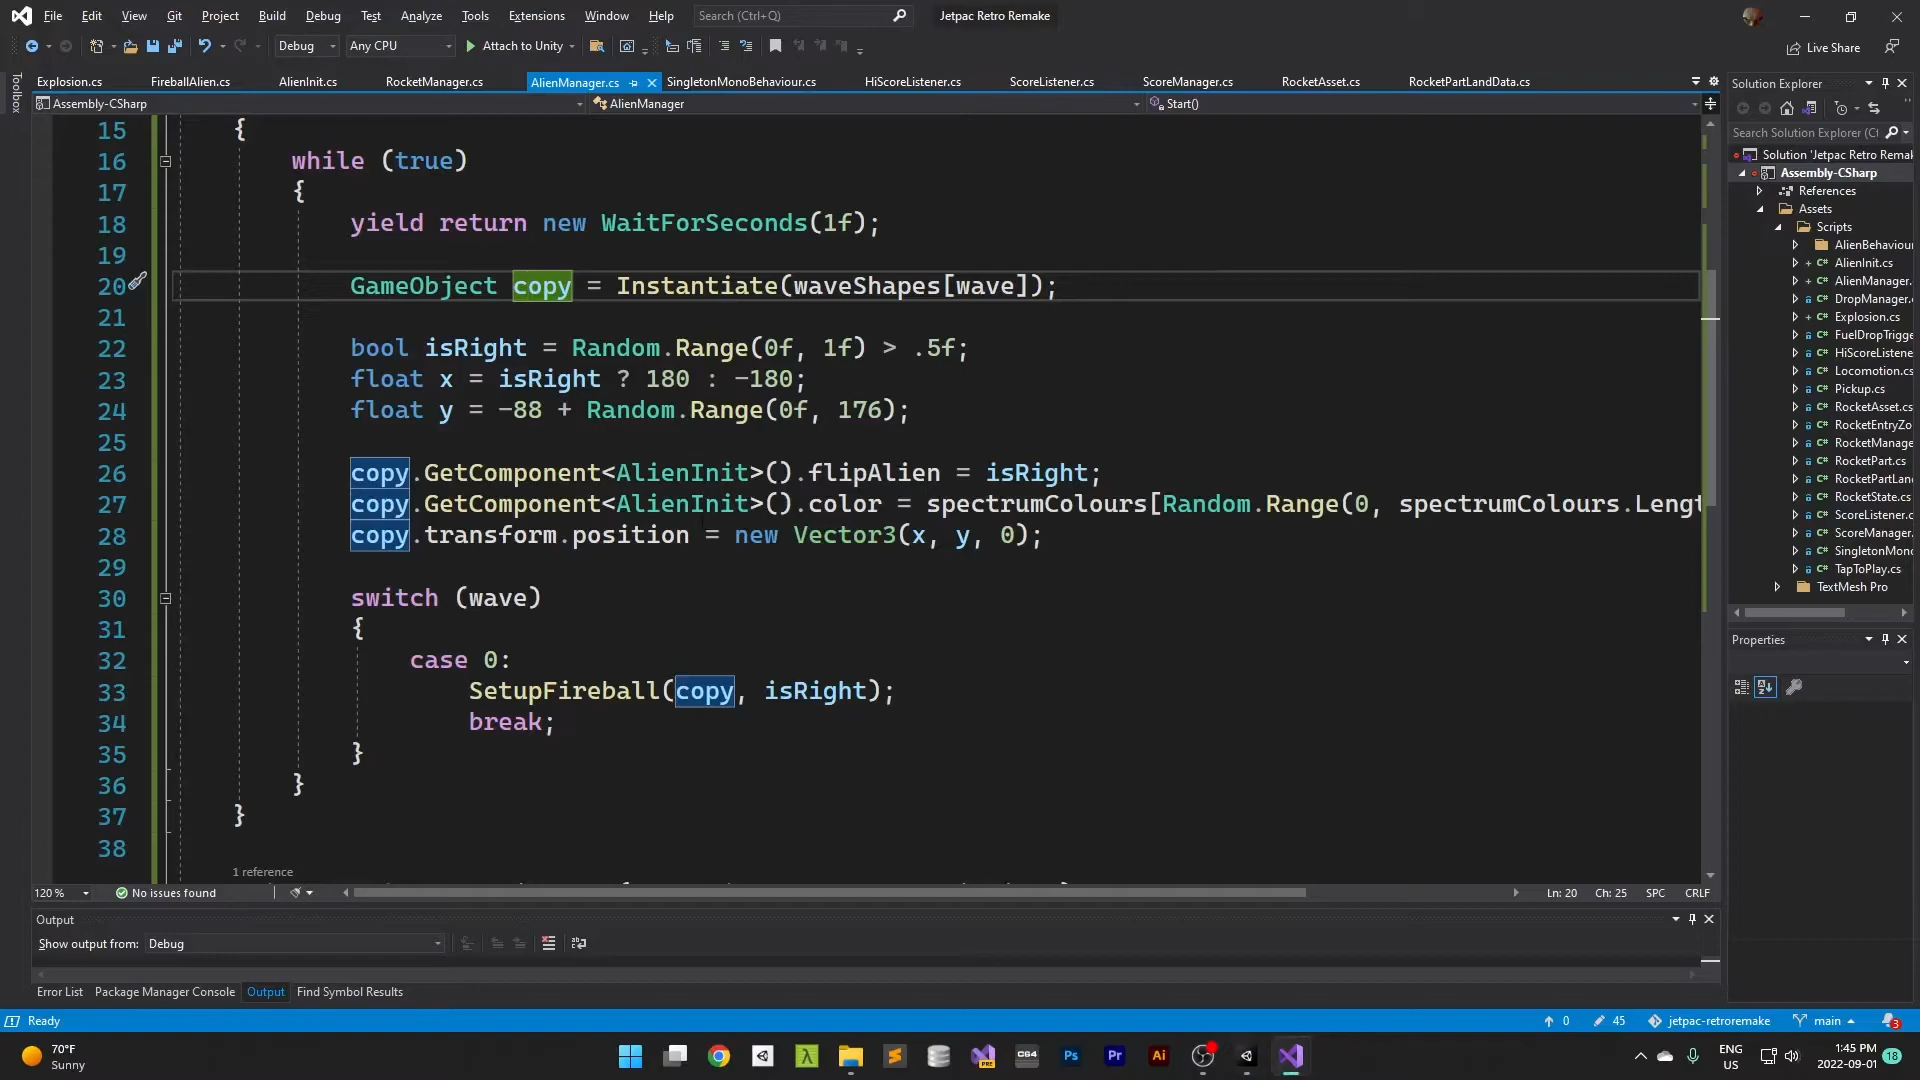 File Edit View Git Project Build Debug Test Analyze Tools Extensions Window Help Search (Ctrl+Q) Jetpac Retro Remake
Debug Any CPU Attach to Unity Live Share
Toolbox
Explosion.cs FireballAlien.cs AlienInit.cs RocketManager.cs AlienManager.cs SingletonMonoBehaviour.cs HiScoreListener.cs ScoreListener.cs ScoreManager.cs RocketAsset.cs RocketPartLandData.cs
Assembly-CSharp AlienManager Start()
15 {
16 while (true)
17 {
18 yield return new WaitForSeconds(1f);
19
20 GameObject copy = Instantiate(waveShapes[wave]);
21
22 bool isRight = Random.Range(0f, 1f) > .5f;
23 float x = isRight ? 180 : -180;
24 float y = -88 + Random.Range(0f, 176);
25
26 copy.GetComponent<AlienInit>().flipAlien = isRight;
27 copy.GetComponent<AlienInit>().color = spectrumColours[Random.Range(0, spectrumColours.Lengt
28 copy.transform.position = new Vector3(x, y, 0);
29
30 switch (wave)
31 {
32 case 0:
33 SetupFireball(copy, isRight);
34 break;
35 }
36 }
37 }
38
1 reference
120 % No issues found Ln: 20 Ch: 25 SPC CRLF
Output
Show output from: Debug
Error List Package Manager Console Output Find Symbol Results
Solution Explorer
Search Solution Explorer (Ct
Solution 'Jetpac Retro Remak
Assembly-CSharp
References
Assets
Scripts
AlienBehaviou
C# AlienInit.cs
C# AlienManager.
C# DropManager.c
C# Explosion.cs
C# FuelDropTrigge
C# HiScoreListene
C# Locomotion.cs
C# Pickup.cs
C# RocketAsset.cs
C# RocketEntryZo
C# RocketManage
C# RocketPart.cs
C# RocketPartLand
C# RocketState.cs
C# ScoreListener.c
C# ScoreManager.
C# SingletonMono
C# TapToPlay.cs
TextMesh Pro
Properties
Ready 0 45 jetpac-retroremake main 3
70°F
Sunny
λ PRE C64 Ps Pr Ai
ENG
US
1:45 PM
2022-09-01
18